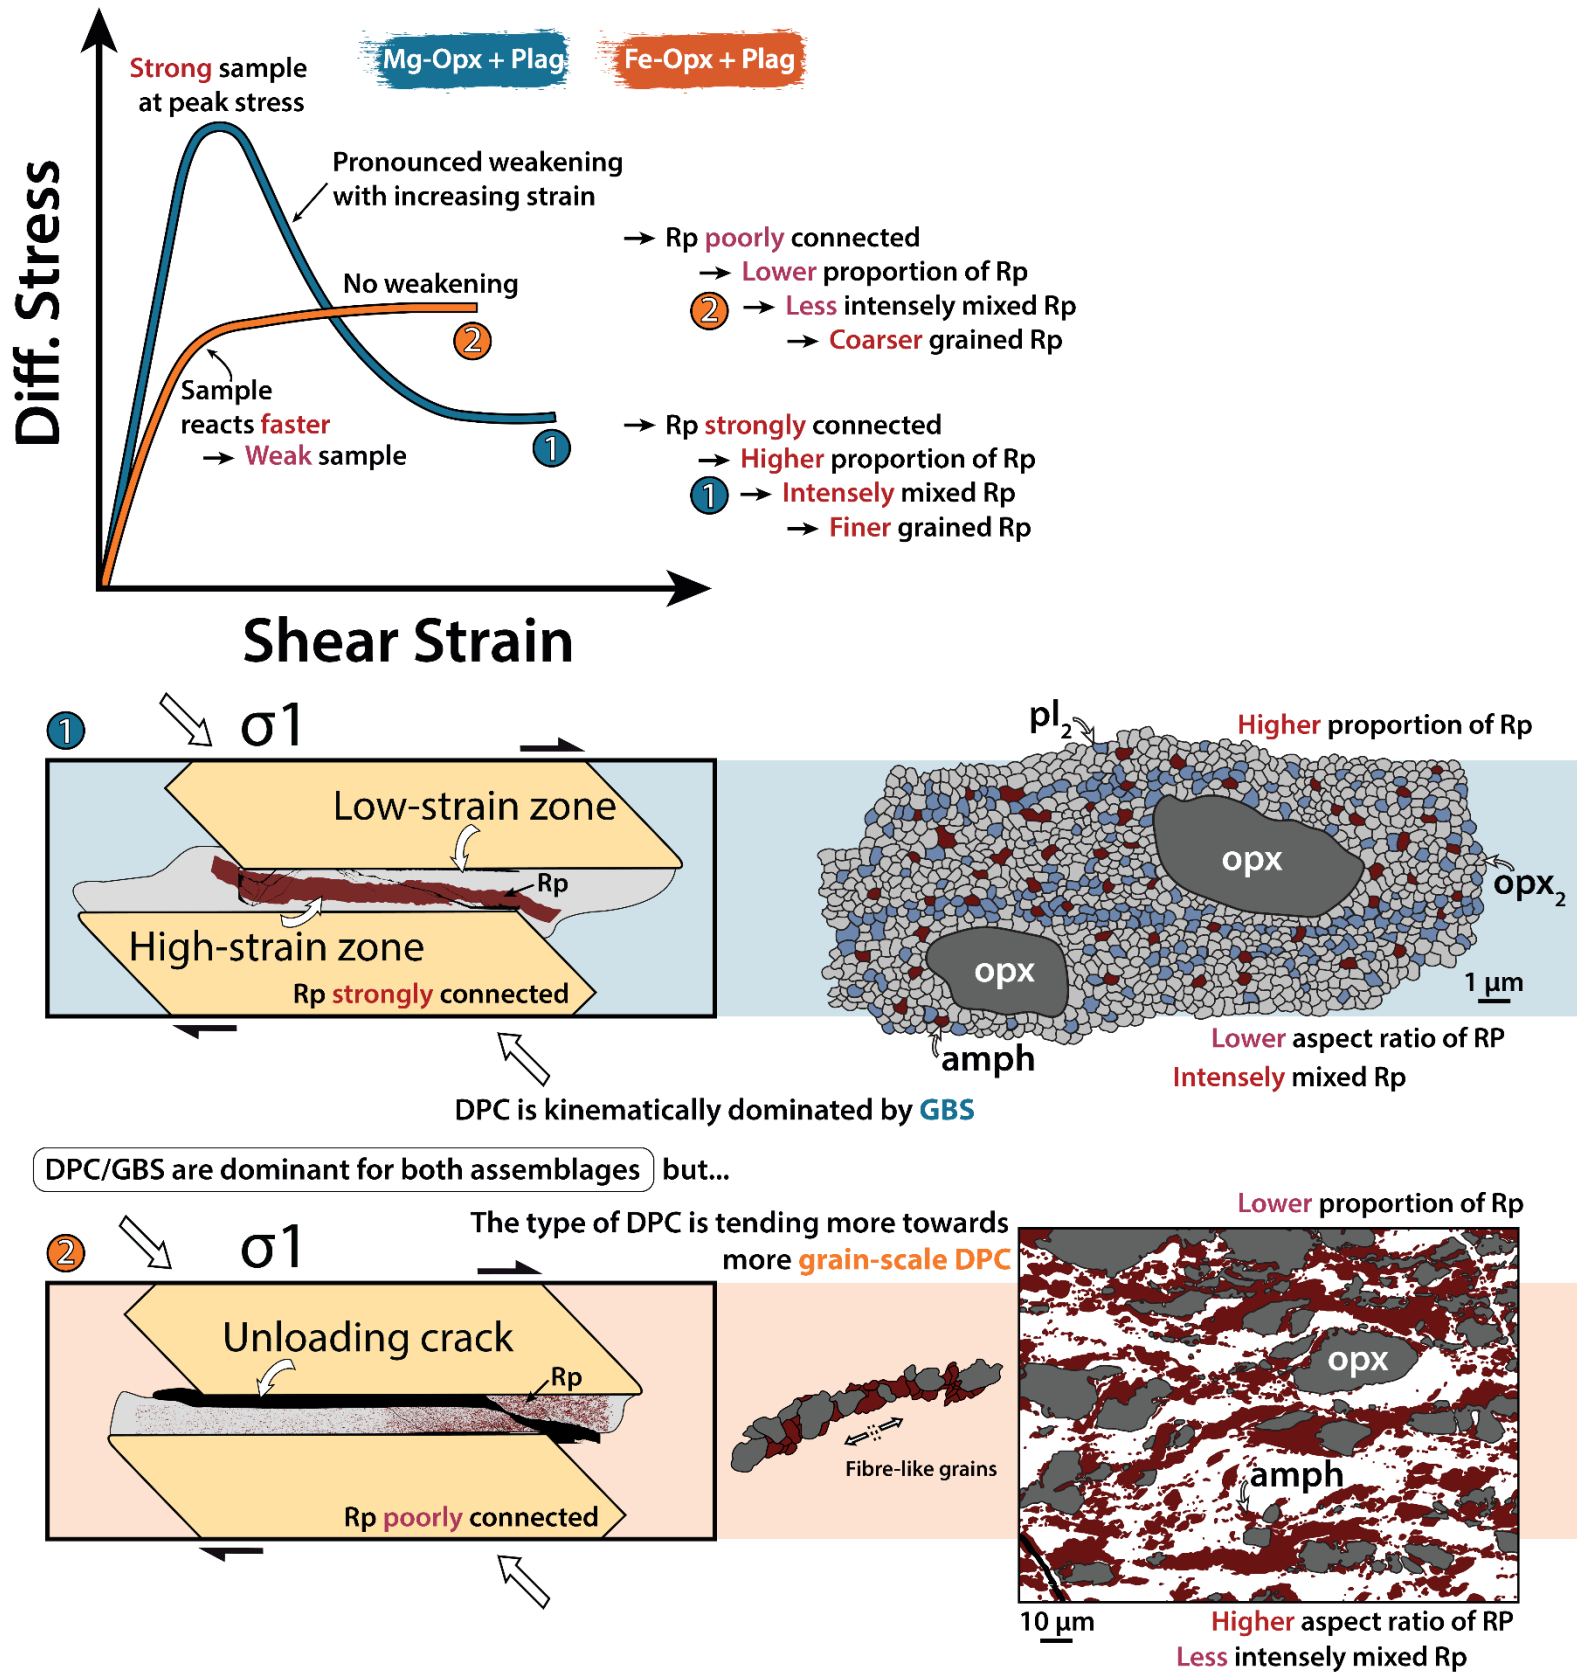 Mg-Opx + Plag
Fe-Opx + Plag
Strong sample
at peak stress
Pronounced weakening
with increasing strain
No weakening
2
Sample
reacts faster
→ Weak sample
1
Diff. Stress
Shear Strain
→ Rp poorly connected
→ Lower proportion of Rp
2 → Less intensely mixed Rp
→ Coarser grained Rp
→ Rp strongly connected
→ Higher proportion of Rp
1 → Intensely mixed Rp
→ Finer grained Rp
1
σ1
Low-strain zone
Rp
High-strain zone
Rp strongly connected
pl₂
Higher proportion of Rp
opx
opx
opx₂
1 µm
amph
Lower aspect ratio of RP
Intensely mixed Rp
DPC is kinematically dominated by GBS
DPC/GBS are dominant for both assemblages but...
2
σ1
The type of DPC is tending more towards
more grain-scale DPC
Lower proportion of Rp
Unloading crack
Rp
Rp poorly connected
Fibre-like grains
opx
amph
10 µm
Higher aspect ratio of RP
Less intensely mixed Rp